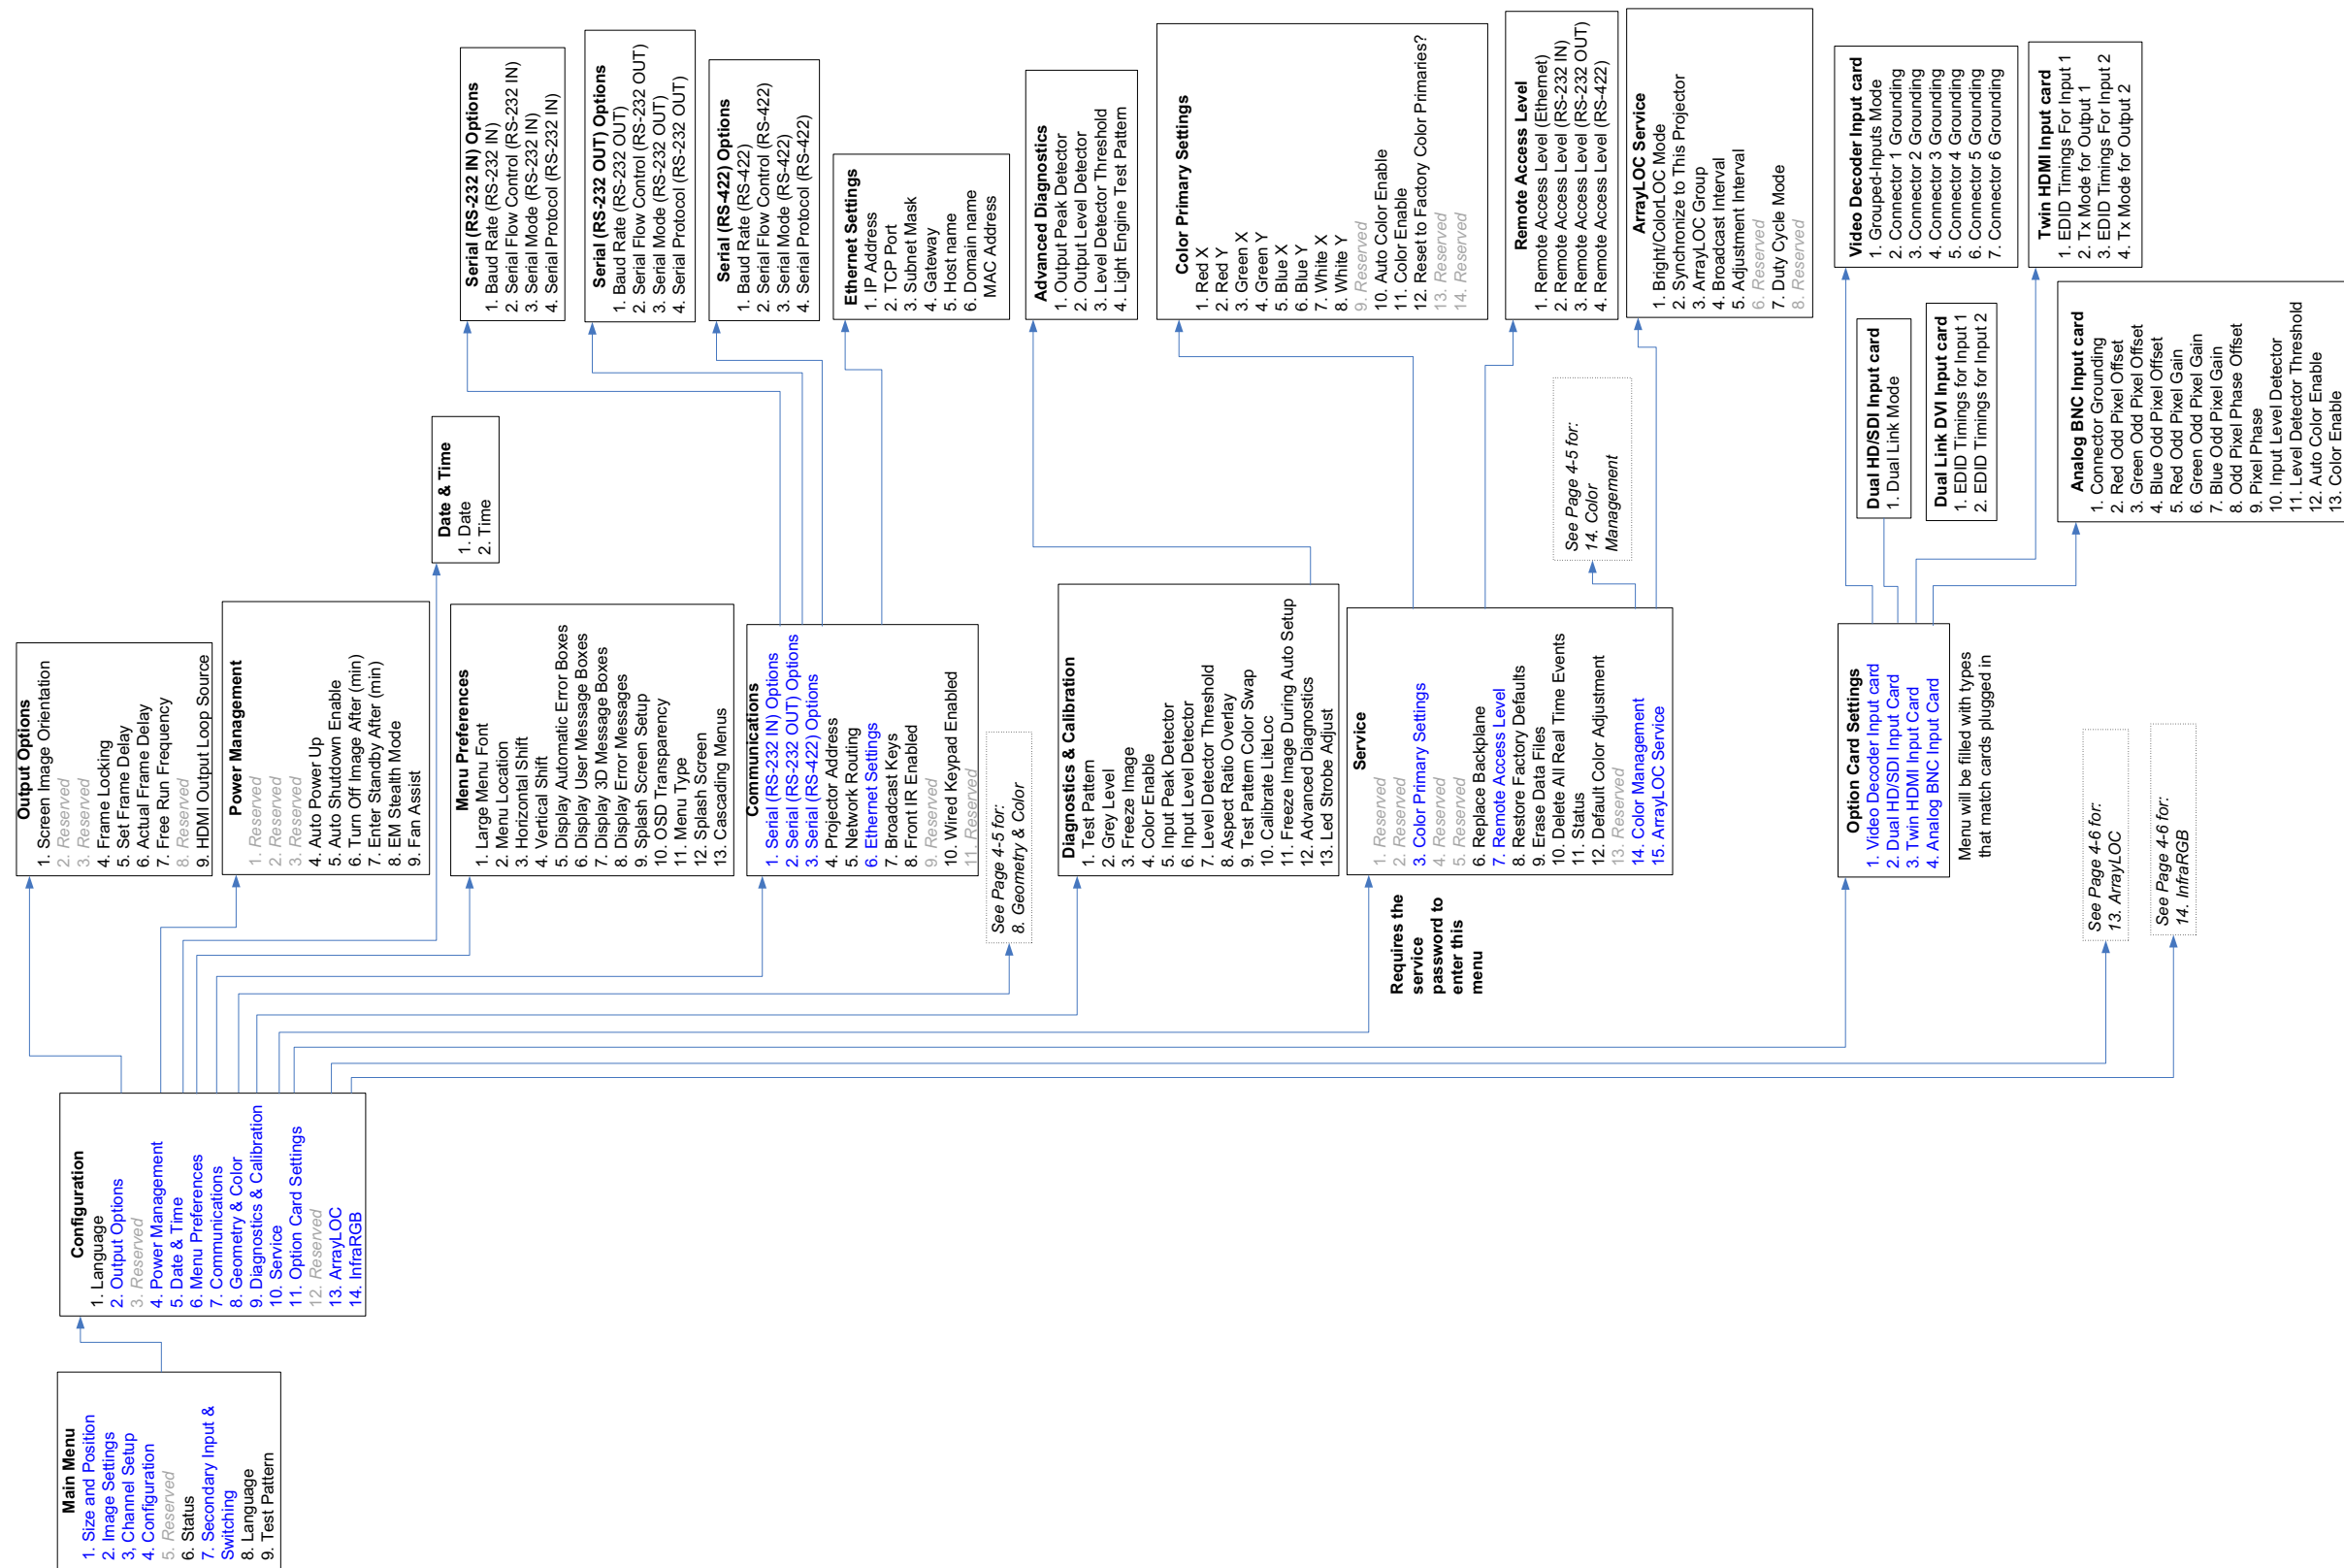 Main Menu
1. Size and Position
2. Image Settings
3, Channel Setup
4. Configuration
5. Reserved
6. Status
7. Secondary Input &
Switching
8. Language
9. Test Pattern
Configuration
1. Language
2. Output Options
3. Reserved
4. Power Management
5. Date & Time
6. Menu Preferences
7. Communications
8. Geometry & Color
9. Diagnostics & Calibration
10. Service
11. Option Card Settings
12. Reserved
13. ArrayLOC
14. InfraRGB
Output Options
1. Screen Image Orientation
2. Reserved
3. Reserved
4. Frame Locking
5. Set Frame Delay
6. Actual Frame Delay
7. Free Run Frequency
8. Reserved
9. HDMI Output Loop Source
Power Management
1. Reserved
2. Reserved
3. Reserved
4. Auto Power Up
5. Auto Shutdown Enable
6. Turn Off Image After (min)
7. Enter Standby After (min)
8. EM Stealth Mode
9. Fan Assist
Date & Time
1. Date
2. Time
Menu Preferences
1. Large Menu Font
2. Menu Location
3. Horizontal Shift
4. Vertical Shift
5. Display Automatic Error Boxes
6. Display User Message Boxes
7. Display 3D Message Boxes
8. Display Error Messages
9. Splash Screen Setup
10. OSD Transparency
11. Menu Type
12. Splash Screen
13. Cascading Menus
Communications
1. Serial (RS-232 IN) Options
2. Serial (RS-232 OUT) Options
3. Serial (RS-422) Options
4. Projector Address
5. Network Routing
6. Ethernet Settings
7. Broadcast Keys
8. Front IR Enabled
9. Reserved
10. Wired Keypad Enabled
11. Reserved
See Page 4-5 for:
8. Geometry & Color
Diagnostics & Calibration
1. Test Pattern
2. Grey Level
3. Freeze Image
4. Color Enable
5. Input Peak Detector
6. Input Level Detector
7. Level Detector Threshold
8. Aspect Ratio Overlay
9. Test Pattern Color Swap
10. Calibrate LiteLoc
11. Freeze Image During Auto Setup
12. Advanced Diagnostics
13. Led Strobe Adjust
Service
1. Reserved
2. Reserved
3. Color Primary Settings
4. Reserved
5. Reserved
6. Replace Backplane
7. Remote Access Level
8. Restore Factory Defaults
9. Erase Data Files
10. Delete All Real Time Events
11. Status
12. Default Color Adjustment
13. Reserved
14. Color Management
15. ArrayLOC Service
Requires the
service
password to
enter this
menu
Option Card Settings
1. Video Decoder Input card
2. Dual HD/SDI Input Card
3. Twin HDMI Input Card
4. Analog BNC Input Card
Menu will be filled with types
that match cards plugged in
See Page 4-6 for:
13. ArrayLOC
See Page 4-6 for:
14. InfraRGB
Serial (RS-232 IN) Options
1. Baud Rate (RS-232 IN)
2. Serial Flow Control (RS-232 IN)
3. Serial Mode (RS-232 IN)
4. Serial Protocol (RS-232 IN)
Serial (RS-232 OUT) Options
1. Baud Rate (RS-232 OUT)
2. Serial Flow Control (RS-232 OUT)
3. Serial Mode (RS-232 OUT)
4. Serial Protocol (RS-232 OUT)
Serial (RS-422) Options
1. Baud Rate (RS-422)
2. Serial Flow Control (RS-422)
3. Serial Mode (RS-422)
4. Serial Protocol (RS-422)
Ethernet Settings
1. IP Address
2. TCP Port
3. Subnet Mask
4. Gateway
5. Host name
6. Domain name
MAC Address
Advanced Diagnostics
1. Output Peak Detector
2. Output Level Detector
3. Level Detector Threshold
4. Light Engine Test Pattern
Color Primary Settings
1. Red X
2. Red Y
3. Green X
4. Green Y
5. Blue X
6. Blue Y
7. White X
8. White Y
9. Reserved
10. Auto Color Enable
11. Color Enable
12. Reset to Factory Color Primaries?
13. Reserved
14. Reserved
Remote Access Level
1. Remote Access Level (Ethernet)
2. Remote Access Level (RS-232 IN)
3. Remote Access Level (RS-232 OUT)
4. Remote Access Level (RS-422)
See Page 4-5 for:
14. Color
Management
ArrayLOC Service
1. Bright/ColorLOC Mode
2. Synchronize to This Projector
3. ArrayLOC Group
4. Broadcast Interval
5. Adjustment Interval
6. Reserved
7. Duty Cycle Mode
8. Reserved
Video Decoder Input card
1. Grouped-Inputs Mode
2. Connector 1 Grounding
3. Connector 2 Grounding
4. Connector 3 Grounding
5. Connector 4 Grounding
6. Connector 5 Grounding
7. Connector 6 Grounding
Dual HD/SDI Input card
1. Dual Link Mode
Dual Link DVI Input card
1. EDID Timings for Input 1
2. EDID Timings for Input 2
Twin HDMI Input card
1. EDID Timings For Input 1
2. Tx Mode for Output 1
3. EDID Timings For Input 2
4. Tx Mode for Output 2
Analog BNC Input card
1. Connector Grounding
2. Red Odd Pixel Offset
3. Green Odd Pixel Offset
4. Blue Odd Pixel Offset
5. Red Odd Pixel Gain
6. Green Odd Pixel Gain
7. Blue Odd Pixel Gain
8. Odd Pixel Phase Offset
9. Pixel Phase
10. Input Level Detector
11. Level Detector Threshold
12. Auto Color Enable
13. Color Enable